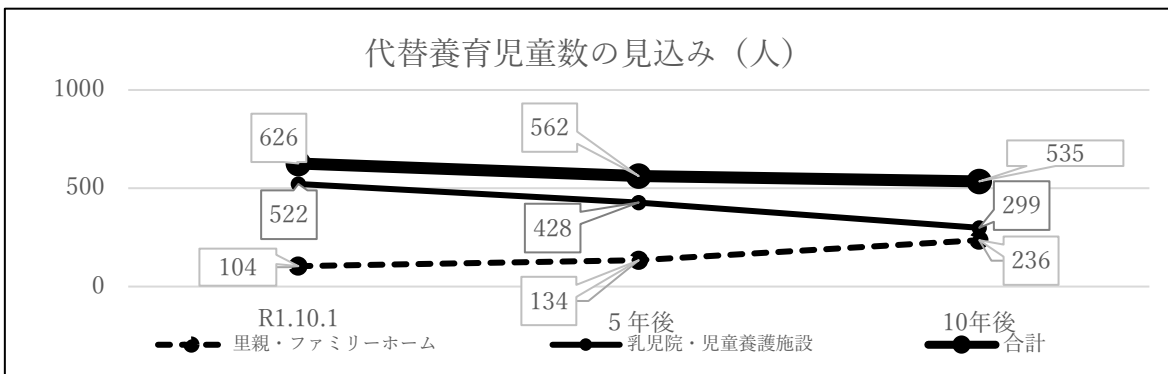 代替養育児童数の見込み（人）
1000
500
0
626
562
535
522
428
299
104
134
236
R1.10.1
５年後
10年後
里親・ファミリーホーム
乳児院・児童養護施設
合計